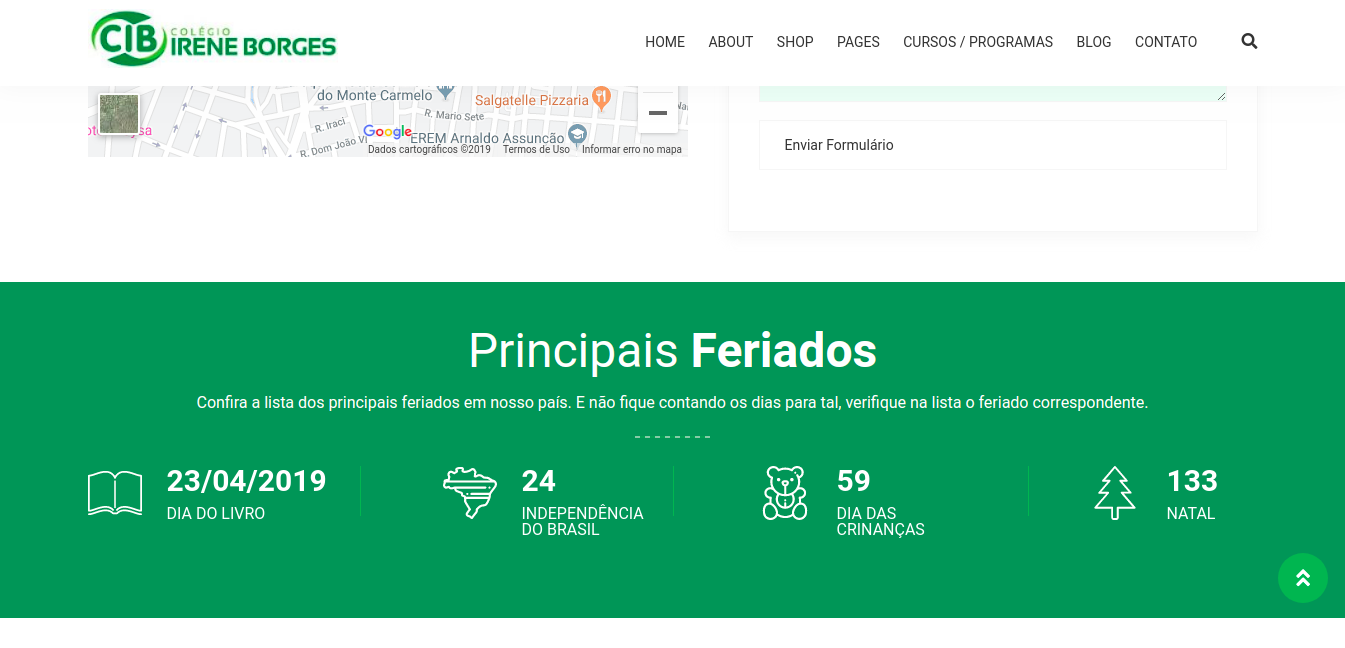 CIB COLÉGIO
IRENE BORGES
HOME ABOUT SHOP PAGES CURSOS / PROGRAMAS BLOG CONTATO
do Monte Carmelo
Salgatelle Pizzaria
R. Mario Sete
R. Iraci
Google
EREM Arnaldo Assunção
R. Dom João VI
Dados cartográficos ©2019 Termos de Uso Informar erro no mapa
Enviar Formulário
Principais Feriados
Confira a lista dos principais feriados em nosso país. E não fique contando os dias para tal, verifique na lista o feriado correspondente.
23/04/2019
DIA DO LIVRO
24
INDEPENDÊNCIA
DO BRASIL
59
DIA DAS
CRINANÇAS
133
NATAL